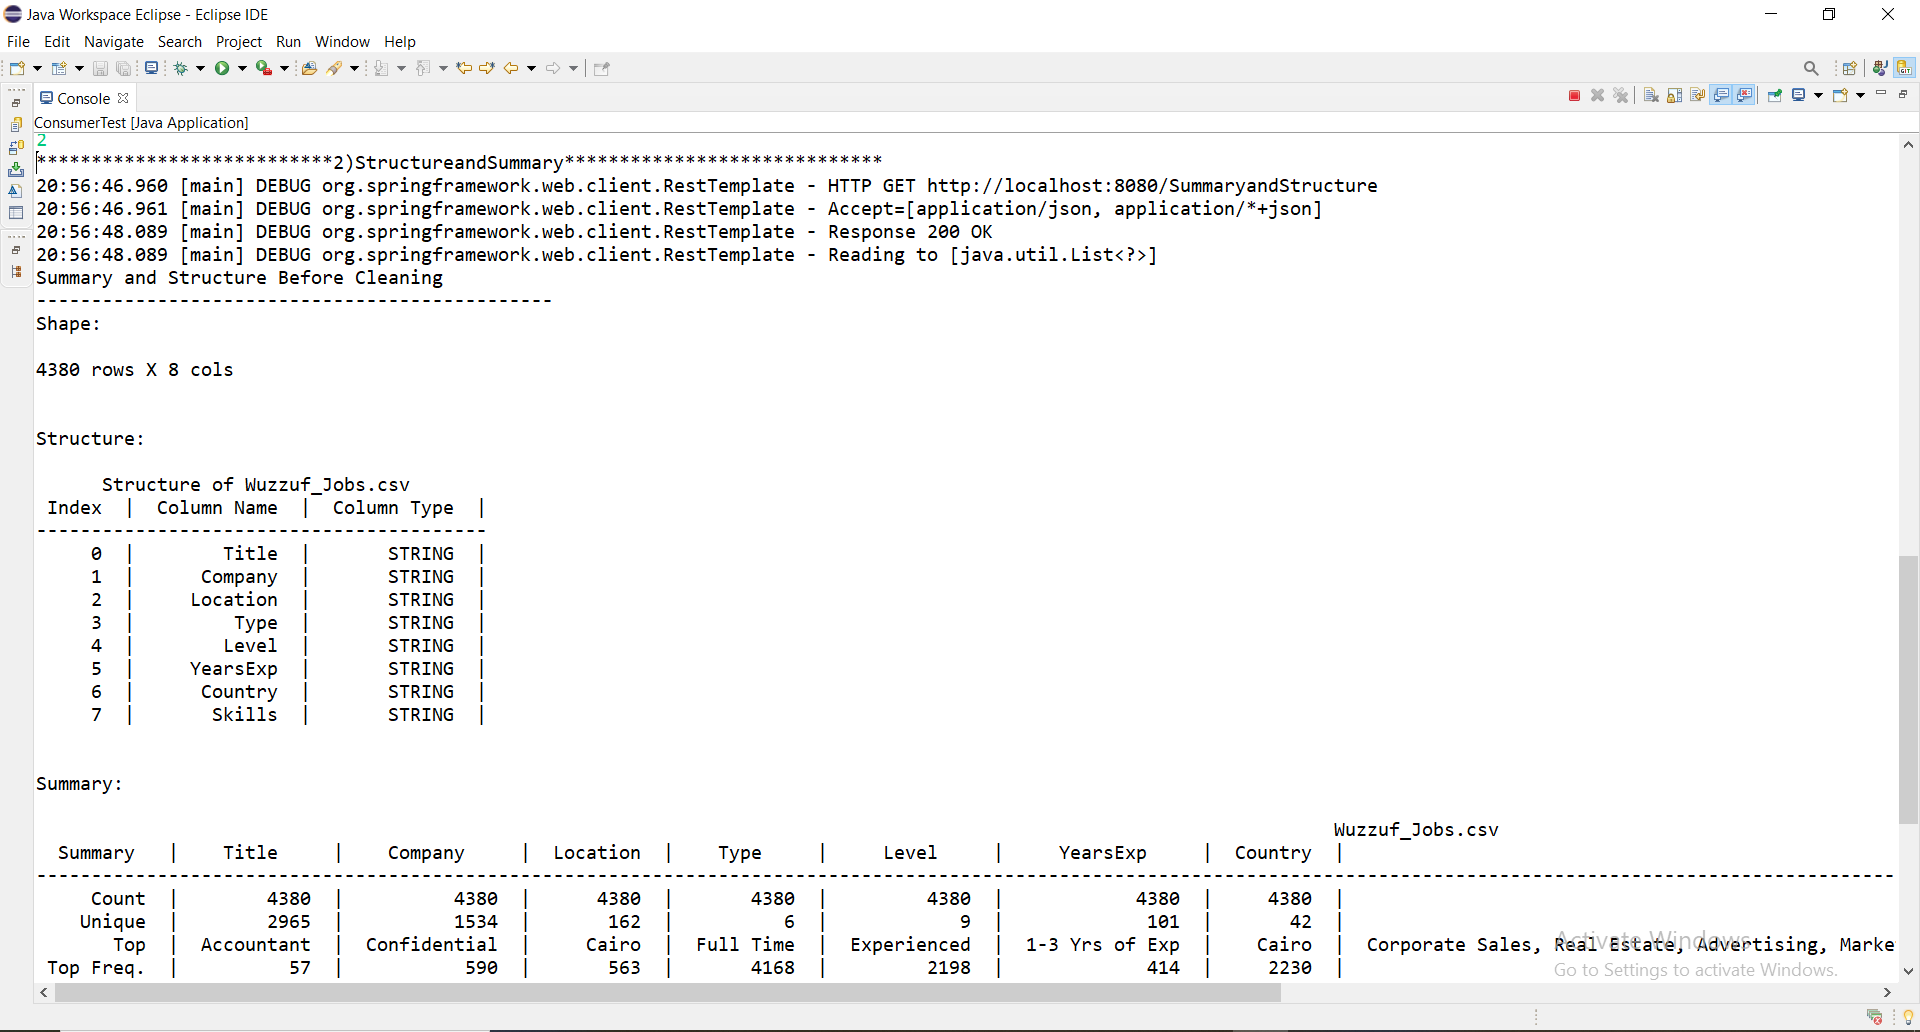 Java Workspace Eclipse - Eclipse IDE
File Edit Navigate Search Project Run Window Help
Console
ConsumerTest [Java Application]
2
***************************2)StructureandSummary*****************************
20:56:46.960 [main] DEBUG org.springframework.web.client.RestTemplate - HTTP GET http://localhost:8080/SummaryandStructure
20:56:46.961 [main] DEBUG org.springframework.web.client.RestTemplate - Accept=[application/json, application/*+json]
20:56:48.089 [main] DEBUG org.springframework.web.client.RestTemplate - Response 200 OK
20:56:48.089 [main] DEBUG org.springframework.web.client.RestTemplate - Reading to [java.util.List<?>]
Summary and Structure Before Cleaning
-----------------------------------------------
Shape:
4380 rows X 8 cols
Structure:
Structure of Wuzzuf_Jobs.csv
Index | Column Name | Column Type |
-----------------------------------------
0 | Title | STRING |
1 | Company | STRING |
2 | Location | STRING |
3 | Type | STRING |
4 | Level | STRING |
5 | YearsExp | STRING |
6 | Country | STRING |
7 | Skills | STRING |
Summary:
Wuzzuf_Jobs.csv
Summary | Title | Company | Location | Type | Level | YearsExp | Country |
Count | 4380 | 4380 | 4380 | 4380 | 4380 | 4380 | 4380 |
Unique | 2965 | 1534 | 162 | 6 | 9 | 101 | 42 |
Top | Accountant | Confidential | Cairo | Full Time | Experienced | 1-3 Yrs of Exp | Cairo | Corporate Sales, Real Estate, Advertising, Marke
Top Freq. | 57 | 590 | 563 | 4168 | 2198 | 414 | 2230 |
Activate Windows
Go to Settings to activate Windows.